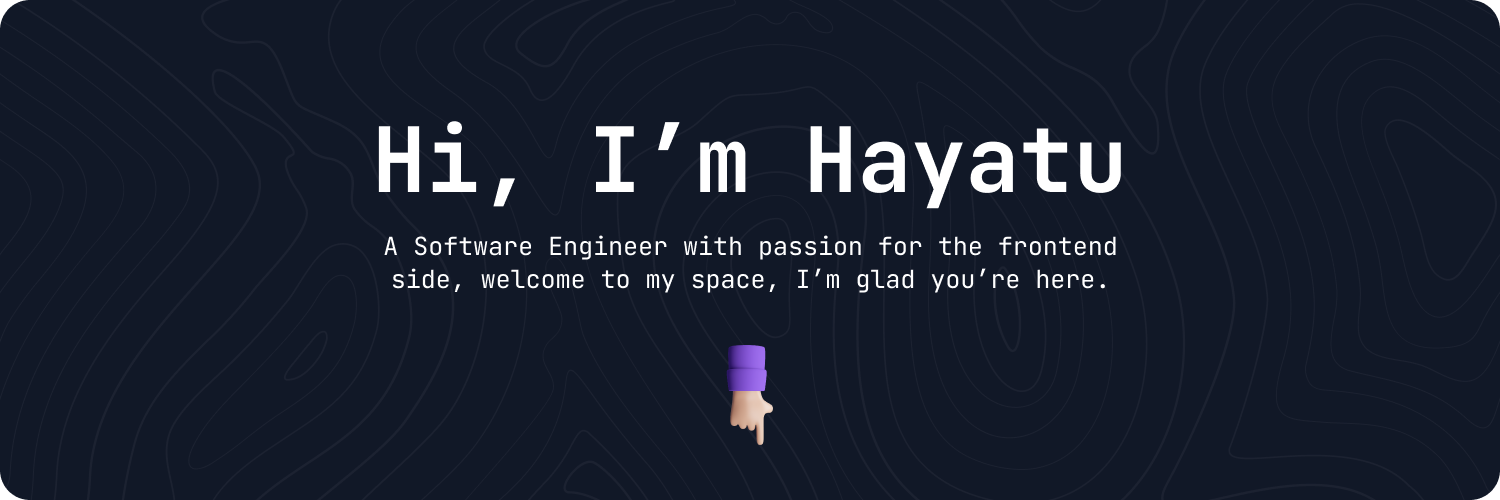 Hi, I’m Hayatu
A Software Engineer with passion for the frontend
side, welcome to my space, I’m glad you’re here.